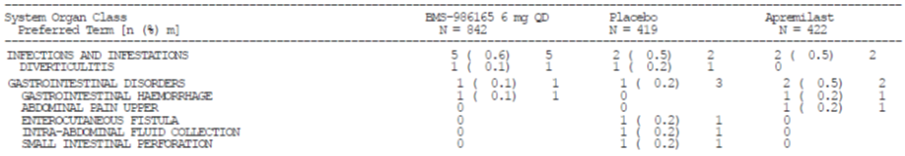 System Organ Class BMS-986165 6 mg QD Placebo Apremilast
Preferred Term [n (%) m] N = 842 N = 419 N = 422
INFECTIONS AND INFESTATIONS 5 ( 0.6) 5 2 ( 0.5) 2 2 ( 0.5) 2
DIVERTICULITIS 1 ( 0.1) 1 1 ( 0.2) 1 0
GASTROINTESTINAL DISORDERS 1 ( 0.1) 1 1 ( 0.2) 3 2 ( 0.5) 2
GASTROINTESTINAL HAEMORRHAGE 1 ( 0.1) 1 0 1 ( 0.2) 1
ABDOMINAL PAIN UPPER 0 0 1 ( 0.2) 1
ENTEROCUTANEOUS FISTULA 0 1 ( 0.2) 1 0
INTRA-ABDOMINAL FLUID COLLECTION 0 1 ( 0.2) 1 0
SMALL INTESTINAL PERFORATION 0 1 ( 0.2) 1 0